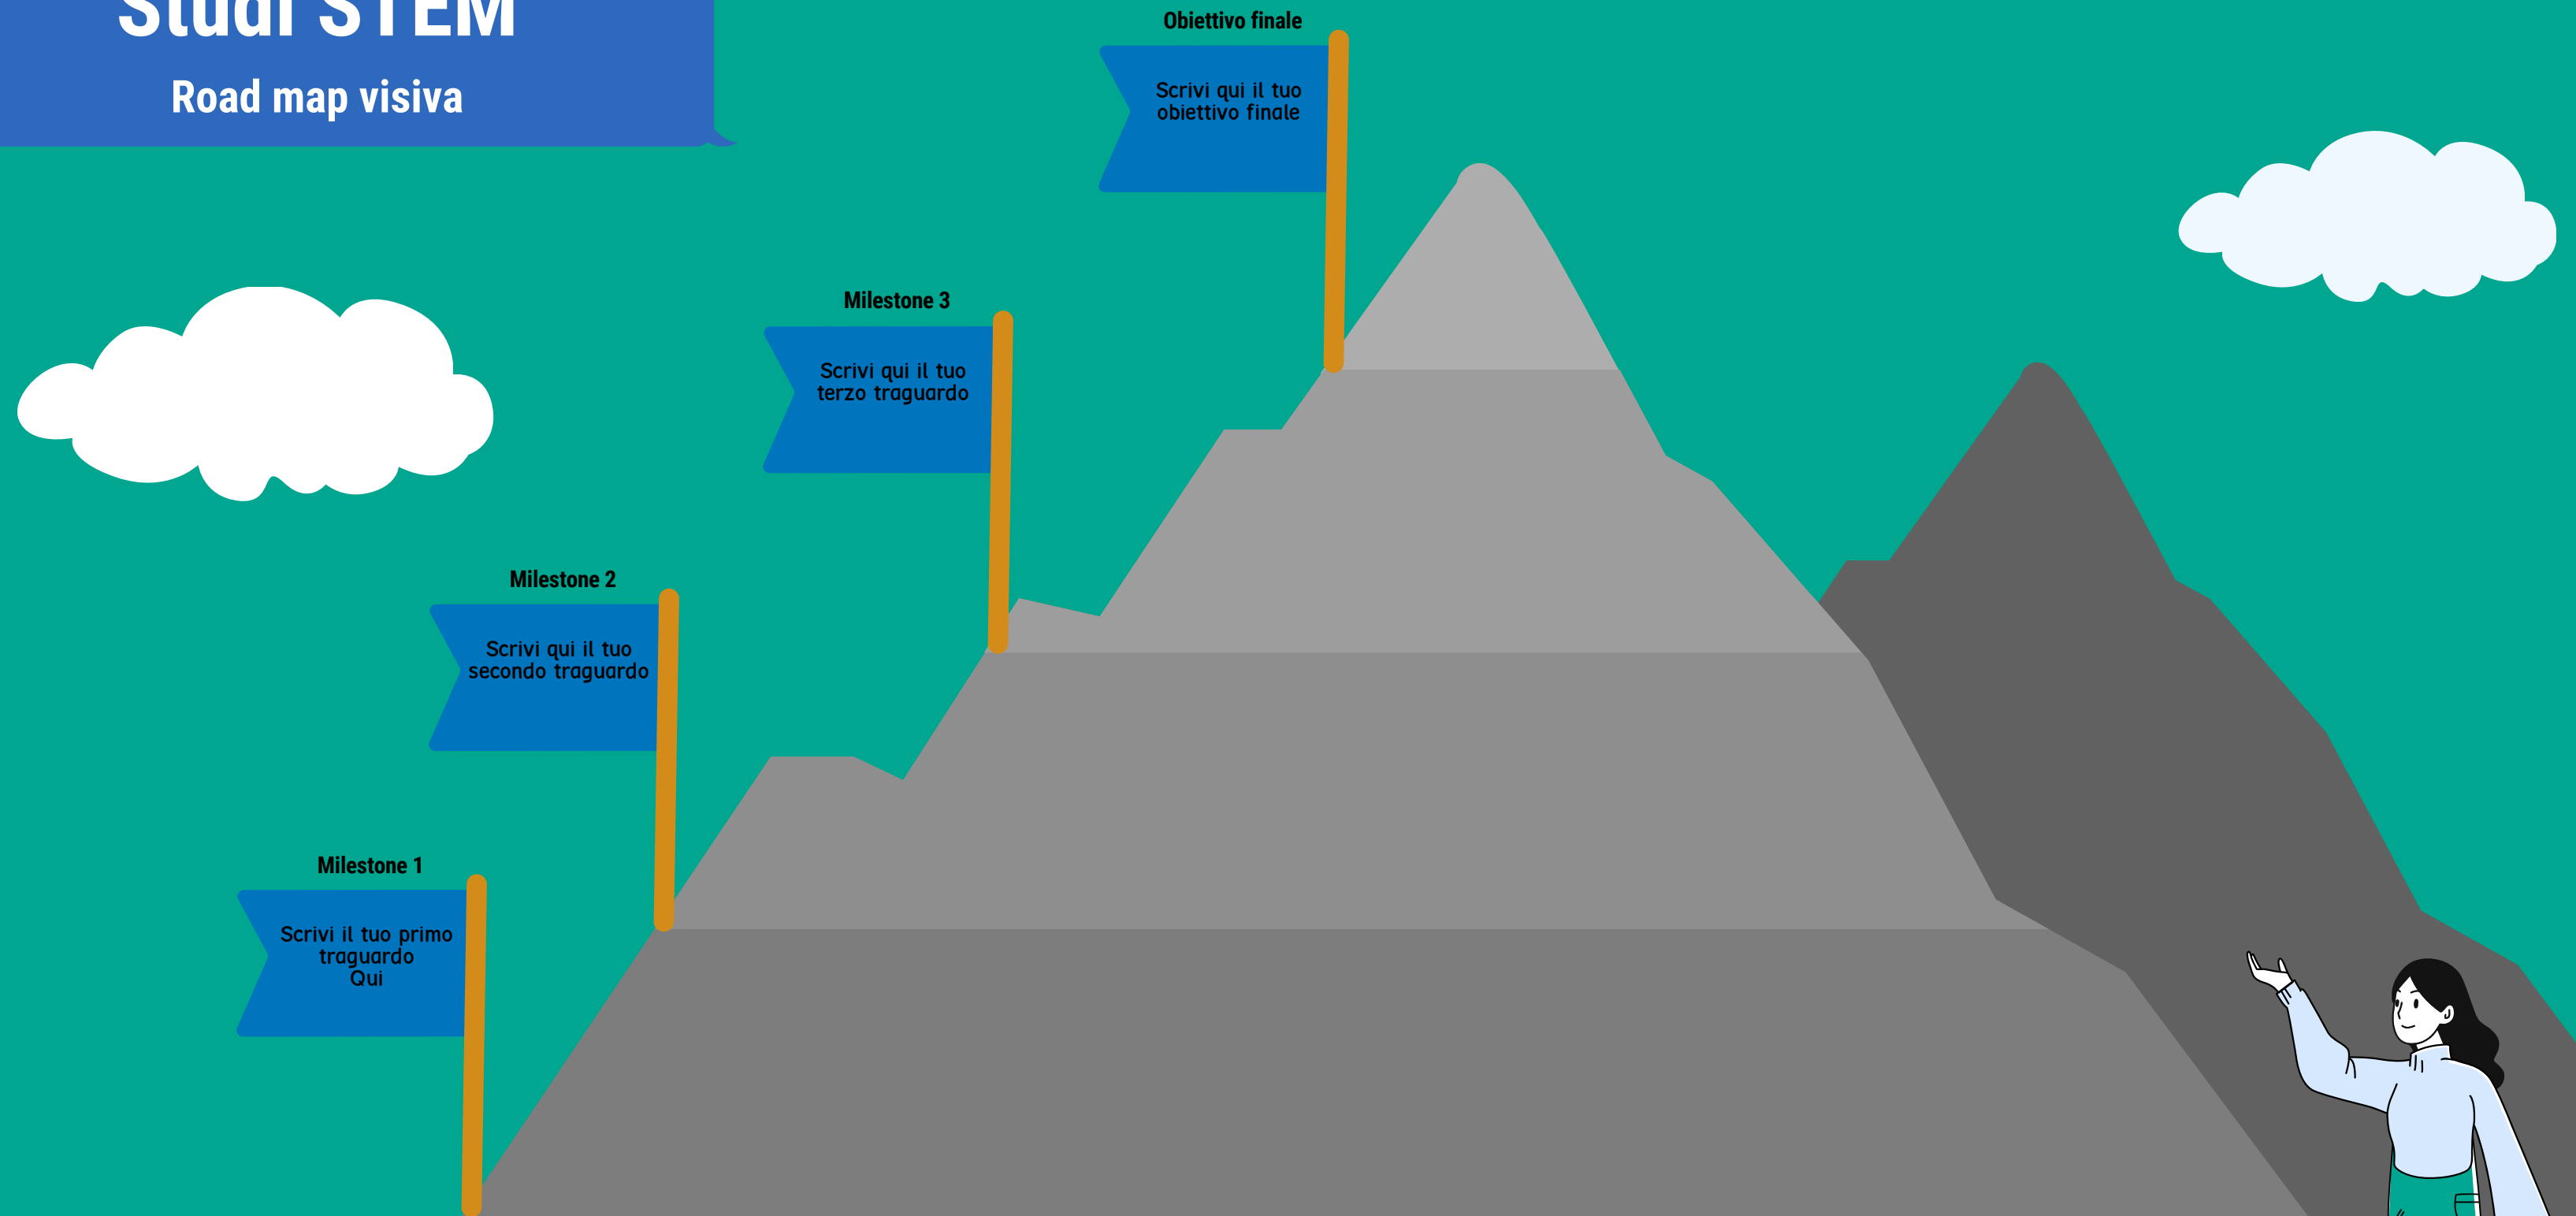 Studi STEM
Road map visiva
Obiettivo finale
Scrivi qui il tuo
obiettivo finale
Milestone 3
Scrivi qui il tuo
terzo traguardo
Milestone 2
Scrivi qui il tuo
secondo traguardo
Milestone 1
Scrivi il tuo primo
traguardo
Qui